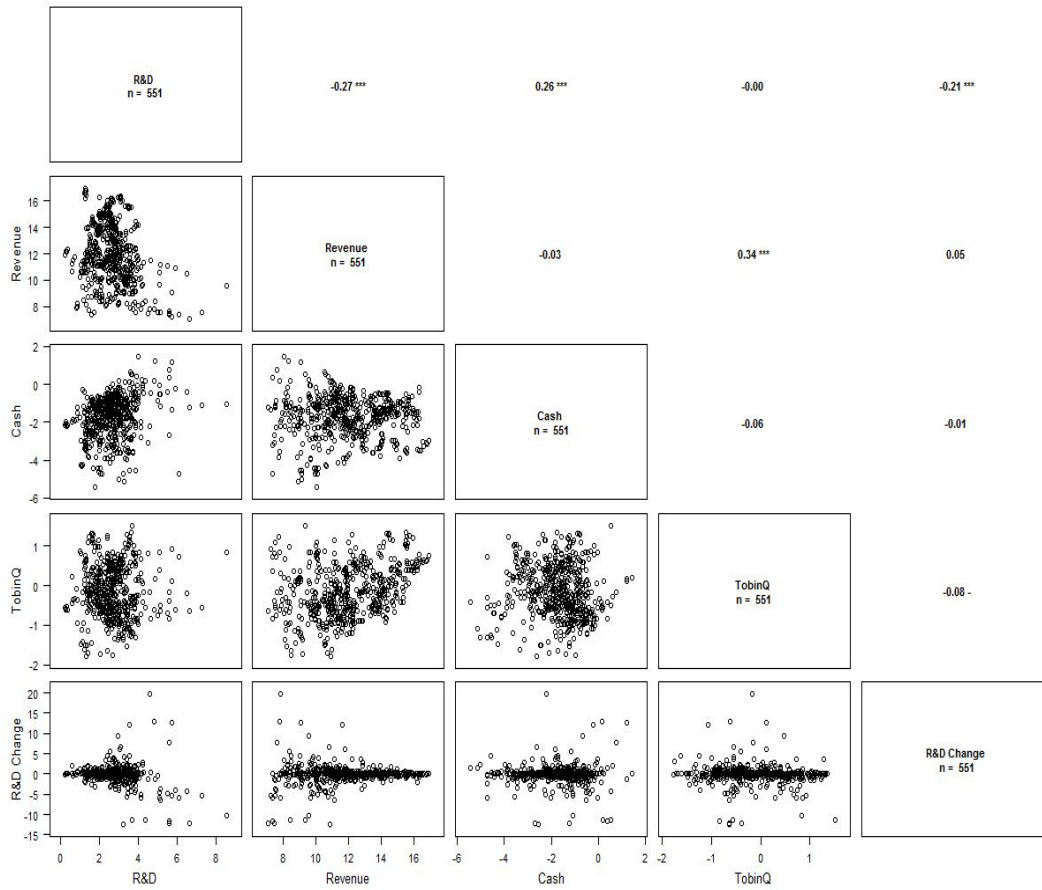 R&D
n = 551
-0.27 ***
0.26 ***
-0.00
-0.21 ***
Revenue
16
14
12
10
8
Revenue
n = 551
-0.03
0.34 ***
0.05
Cash
2
0
-2
-4
-6
Cash
n = 551
-0.06
-0.01
TobinQ
1
0
-1
-2
TobinQ
n = 551
-0.08 -
R&D Change
20
15
10
5
0
-5
-10
-15
R&D Change
n = 551
0 2 4 6 8
8 10 12 14 16
-6 -4 -2 0 2
-2 -1 0 1
R&D
Revenue
Cash
TobinQ